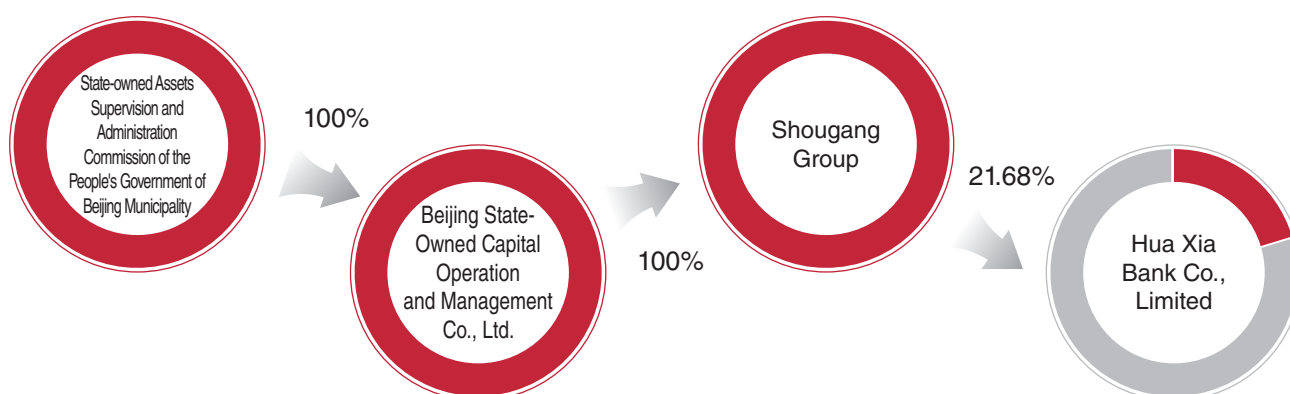 State-owned Assets
Supervision and
Administration
Commission of the
People's Government of
Beijing Municipality
100%
Beijing State-
Owned Capital
Operation
and Management
Co., Ltd.
100%
Shougang
Group
21.68%
Hua Xia
Bank Co.,
Limited